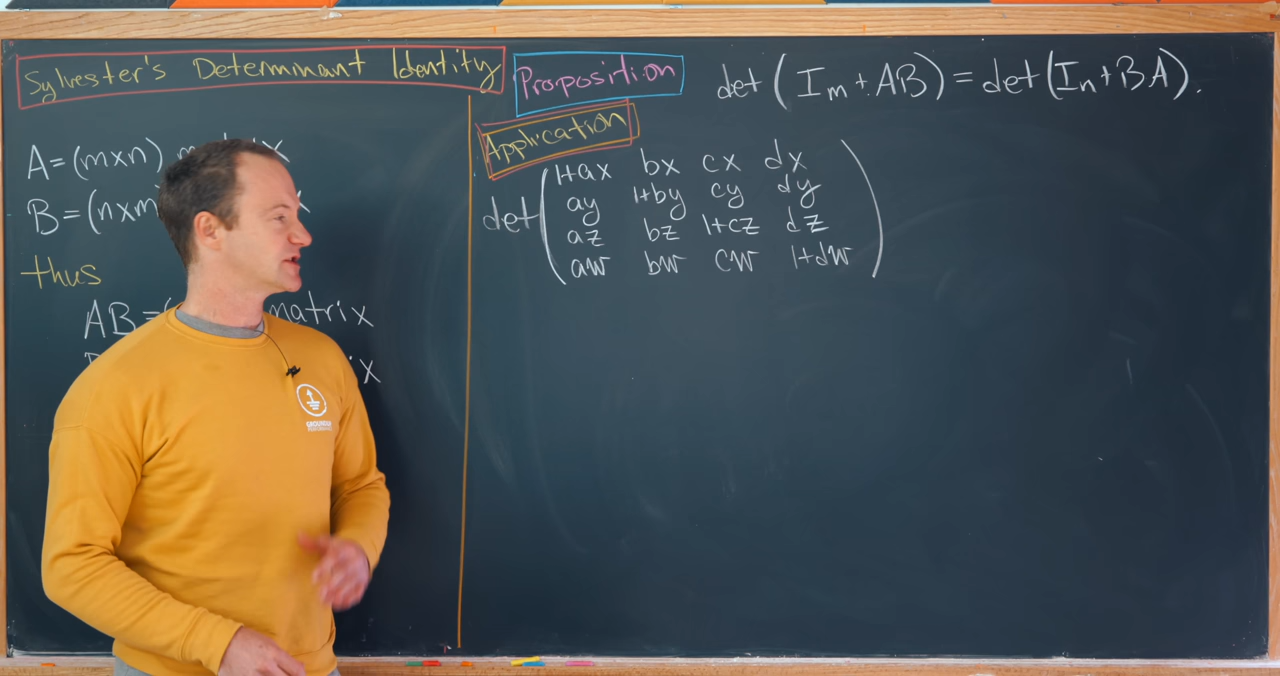 Sylvester's Determinant Identity
A=(m×n)
B=(n×m
thus
AB= matrix
Proposition
det(Im+AB)=det(In+BA).
Application
det(1+ax bx cx dx
ay 1+by cy dy
az bz 1+cz dz
aw bw cw 1+dw)
GROUNDED